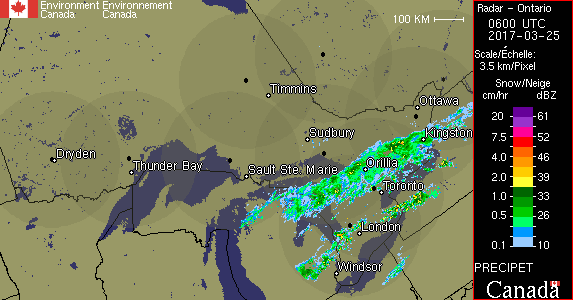 Environment Environnement
Canada Canada
100 KM
Radar - Ontario
0600 UTC
2017-03-25
Scale/Échelle:
3.5 km/Pixel
Snow/Neige
cm/hr dBZ
20 61
7.5 52
4.0 46
2.0 39
1.0 33
0.5 26
0.1 10
PRECIPET
Canada
Timmins
Ottawa
Sudbury
Kingston
Dryden
Thunder Bay
Sault Ste. Marie
Orillia
Toronto
London
Windsor